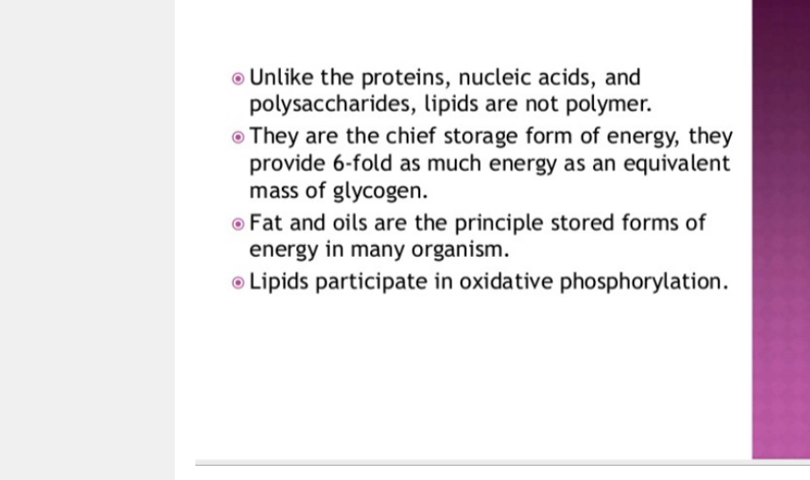 Unlike the proteins, nucleic acids, and
polysaccharides, lipids are not polymer.
They are the chief storage form of energy, they
provide 6-fold as much energy as an equivalent
mass of glycogen.
Fat and oils are the principle stored forms of
energy in many organism.
Lipids participate in oxidative phosphorylation.